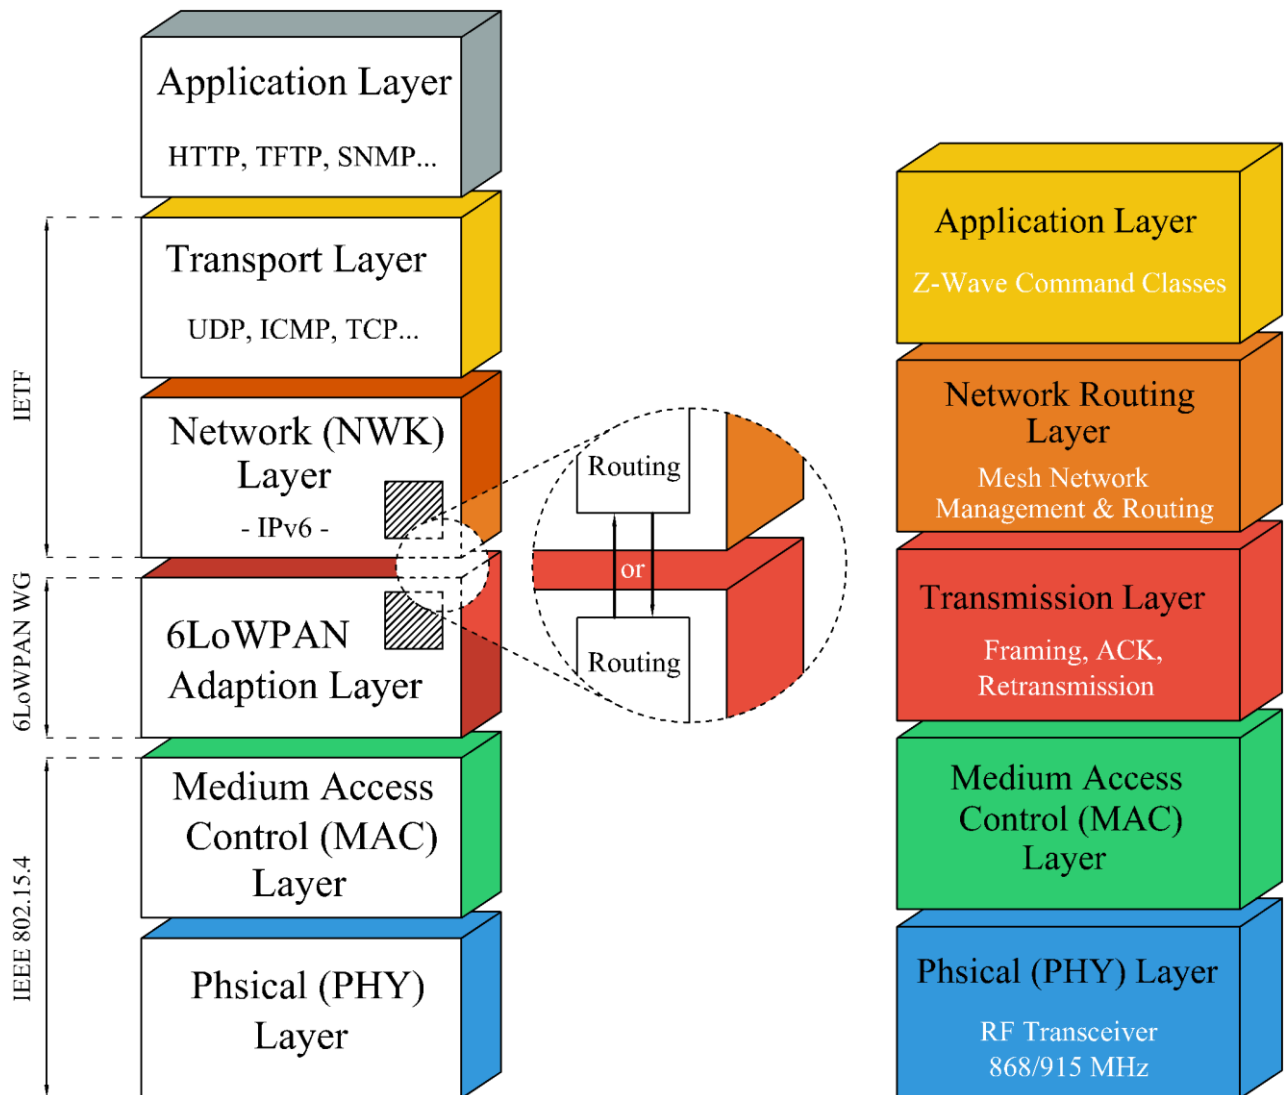 Application Layer
HTTP, TFTP, SNMP...
Transport Layer
UDP, ICMP, TCP...
Network (NWK)
Layer
- IPv6 -
6LoWPAN
Adaption Layer
Medium Access
Control (MAC)
Layer
Phsical (PHY)
Layer
IETF
6LoWPAN WG
IEEE 802.15.4
Routing
or
Routing
Application Layer
Z-Wave Command Classes
Network Routing
Layer
Mesh Network
Management & Routing
Transmission Layer
Framing, ACK,
Retransmission
Medium Access
Control (MAC)
Layer
Phsical (PHY) Layer
RF Transceiver
868/915 MHz